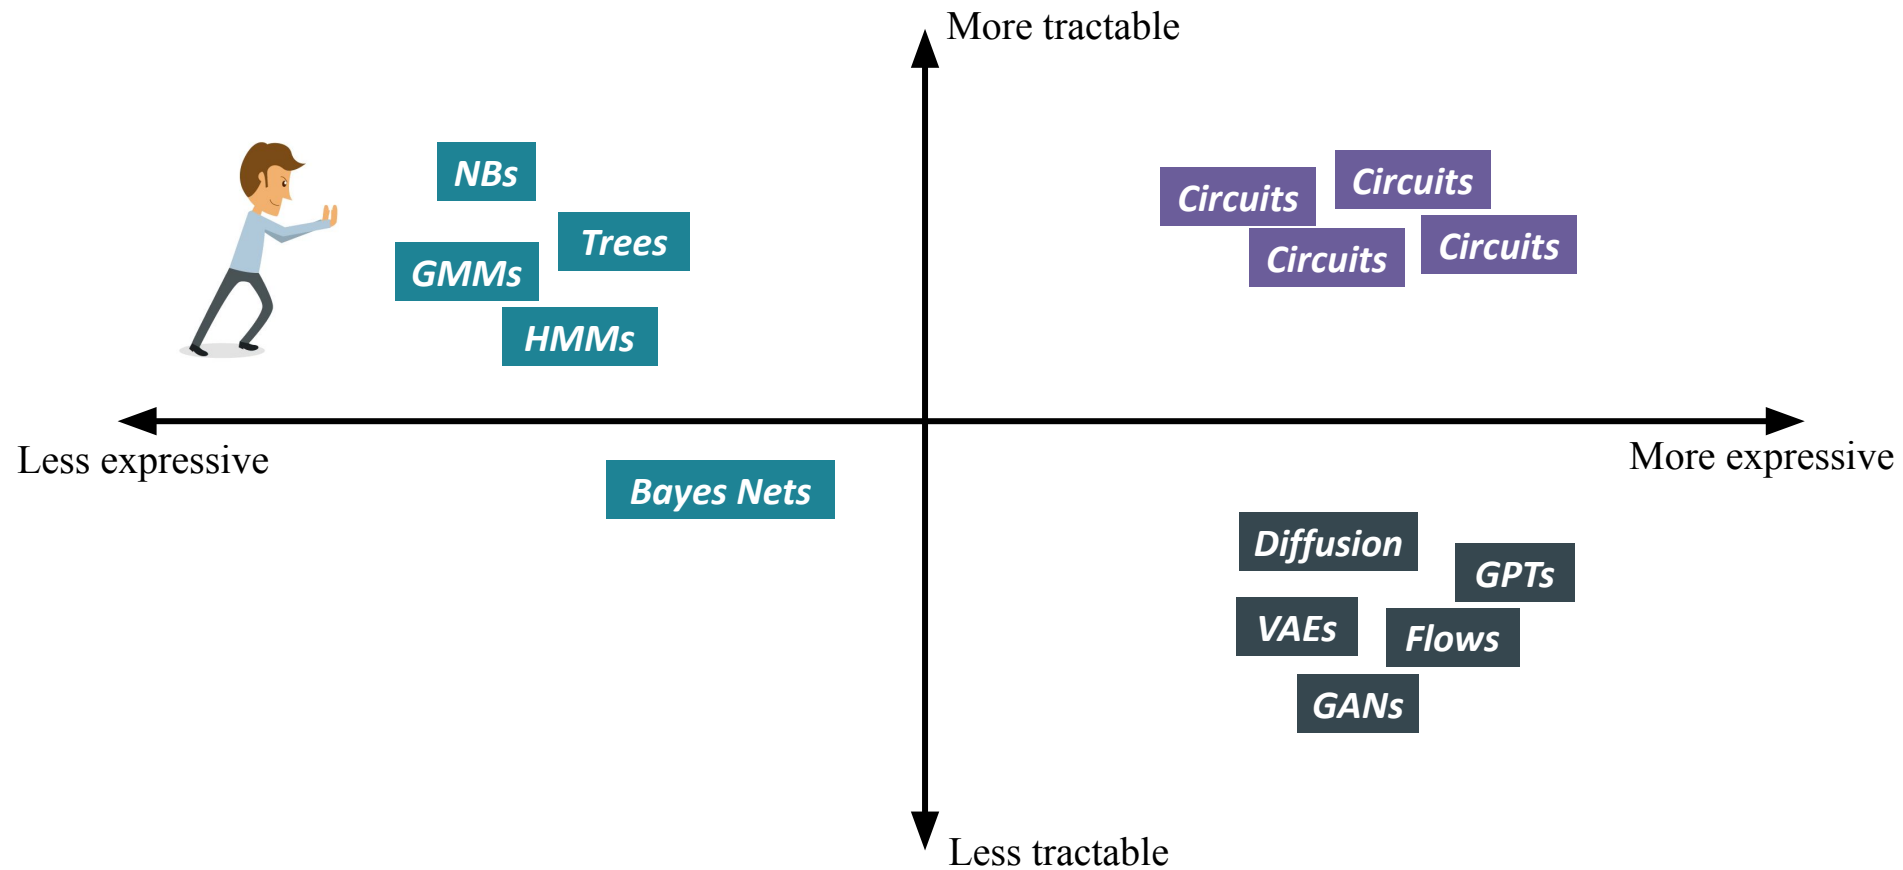 More tractable
NBs
Circuits
Circuits
Trees
GMMs
Circuits
Circuits
HMMs
Less expressive
More expressive
Bayes Nets
Diffusion
GPTs
VAEs
Flows
GANs
Less tractable